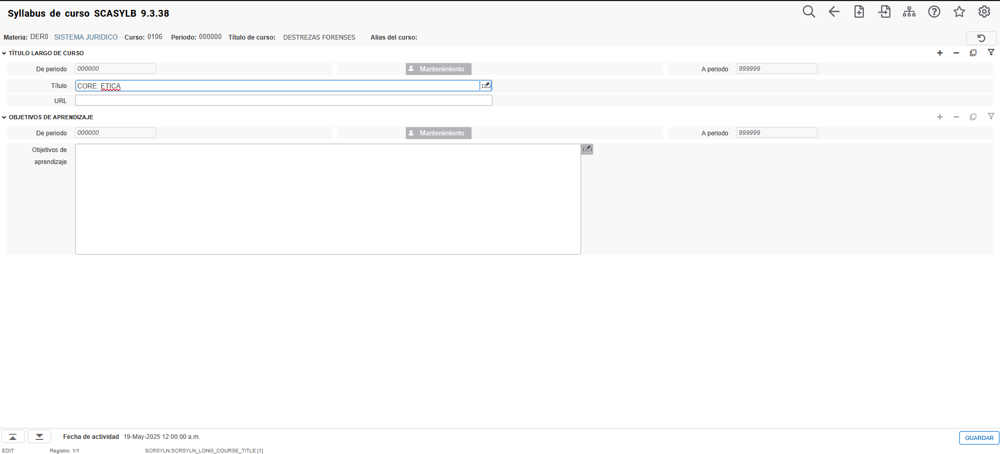 Syllabus de curso SCASYLB 9.3.38
Materia: DER0 SISTEMA JURIDICO Curso: 0106 Periodo: 000000 Título de curso: DESTREZAS FORENSES Alias del curso:
TÍTULO LARGO DE CURSO
De periodo 000000 Mantenimiento A periodo 999999
Título CORE: ETICA
URL
OBJETIVOS DE APRENDIZAJE
De periodo 000000 Mantenimiento A periodo 999999
Objetivos de
aprendizaje
Fecha de actividad 19-May-2025 12:00:00 a.m.
GUARDAR
EDIT Registro: 1/1 SCRSYLN.SCRSYLN_LONG_COURSE_TITLE [1]